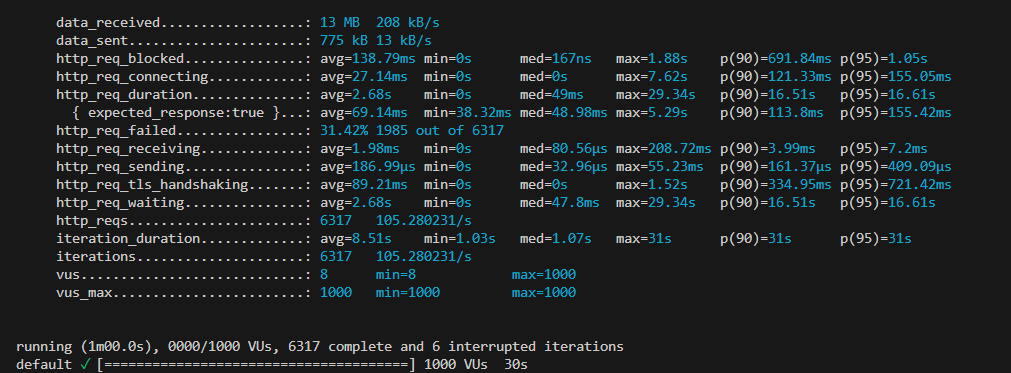 data_received..................: 13 MB  208 kB/s
data_sent......................: 775 kB 13 kB/s
http_req_blocked...............: avg=138.79ms min=0s      med=167ns   max=1.88s    p(90)=691.84ms p(95)=1.05s
http_req_connecting............: avg=27.14ms  min=0s      med=0s      max=7.62s    p(90)=121.33ms p(95)=155.05ms
http_req_duration..............: avg=2.68s    min=0s      med=49ms    max=29.34s   p(90)=16.51s   p(95)=16.61s
{ expected_response:true }...: avg=69.14ms  min=38.32ms med=48.98ms max=5.29s    p(90)=113.8ms  p(95)=155.42ms
http_req_failed................: 31.42% 1985 out of 6317
http_req_receiving.............: avg=1.98ms   min=0s      med=80.56µs max=208.72ms p(90)=3.99ms   p(95)=7.2ms
http_req_sending...............: avg=186.99µs min=0s      med=32.96µs max=55.23ms  p(90)=161.37µs p(95)=409.09µs
http_req_tls_handshaking.......: avg=89.21ms  min=0s      med=0s      max=1.52s    p(90)=334.95ms p(95)=721.42ms
http_req_waiting...............: avg=2.68s    min=0s      med=47.8ms  max=29.34s   p(90)=16.51s   p(95)=16.61s
http_reqs......................: 6317   105.280231/s
iteration_duration.............: avg=8.51s    min=1.03s   med=1.07s   max=31s      p(90)=31s      p(95)=31s
iterations.....................: 6317   105.280231/s
vus............................: 8      min=8            max=1000
vus_max........................: 1000   min=1000         max=1000
running (1m00.0s), 0000/1000 VUs, 6317 complete and 6 interrupted iterations
default ✓ [======================================] 1000 VUs  30s